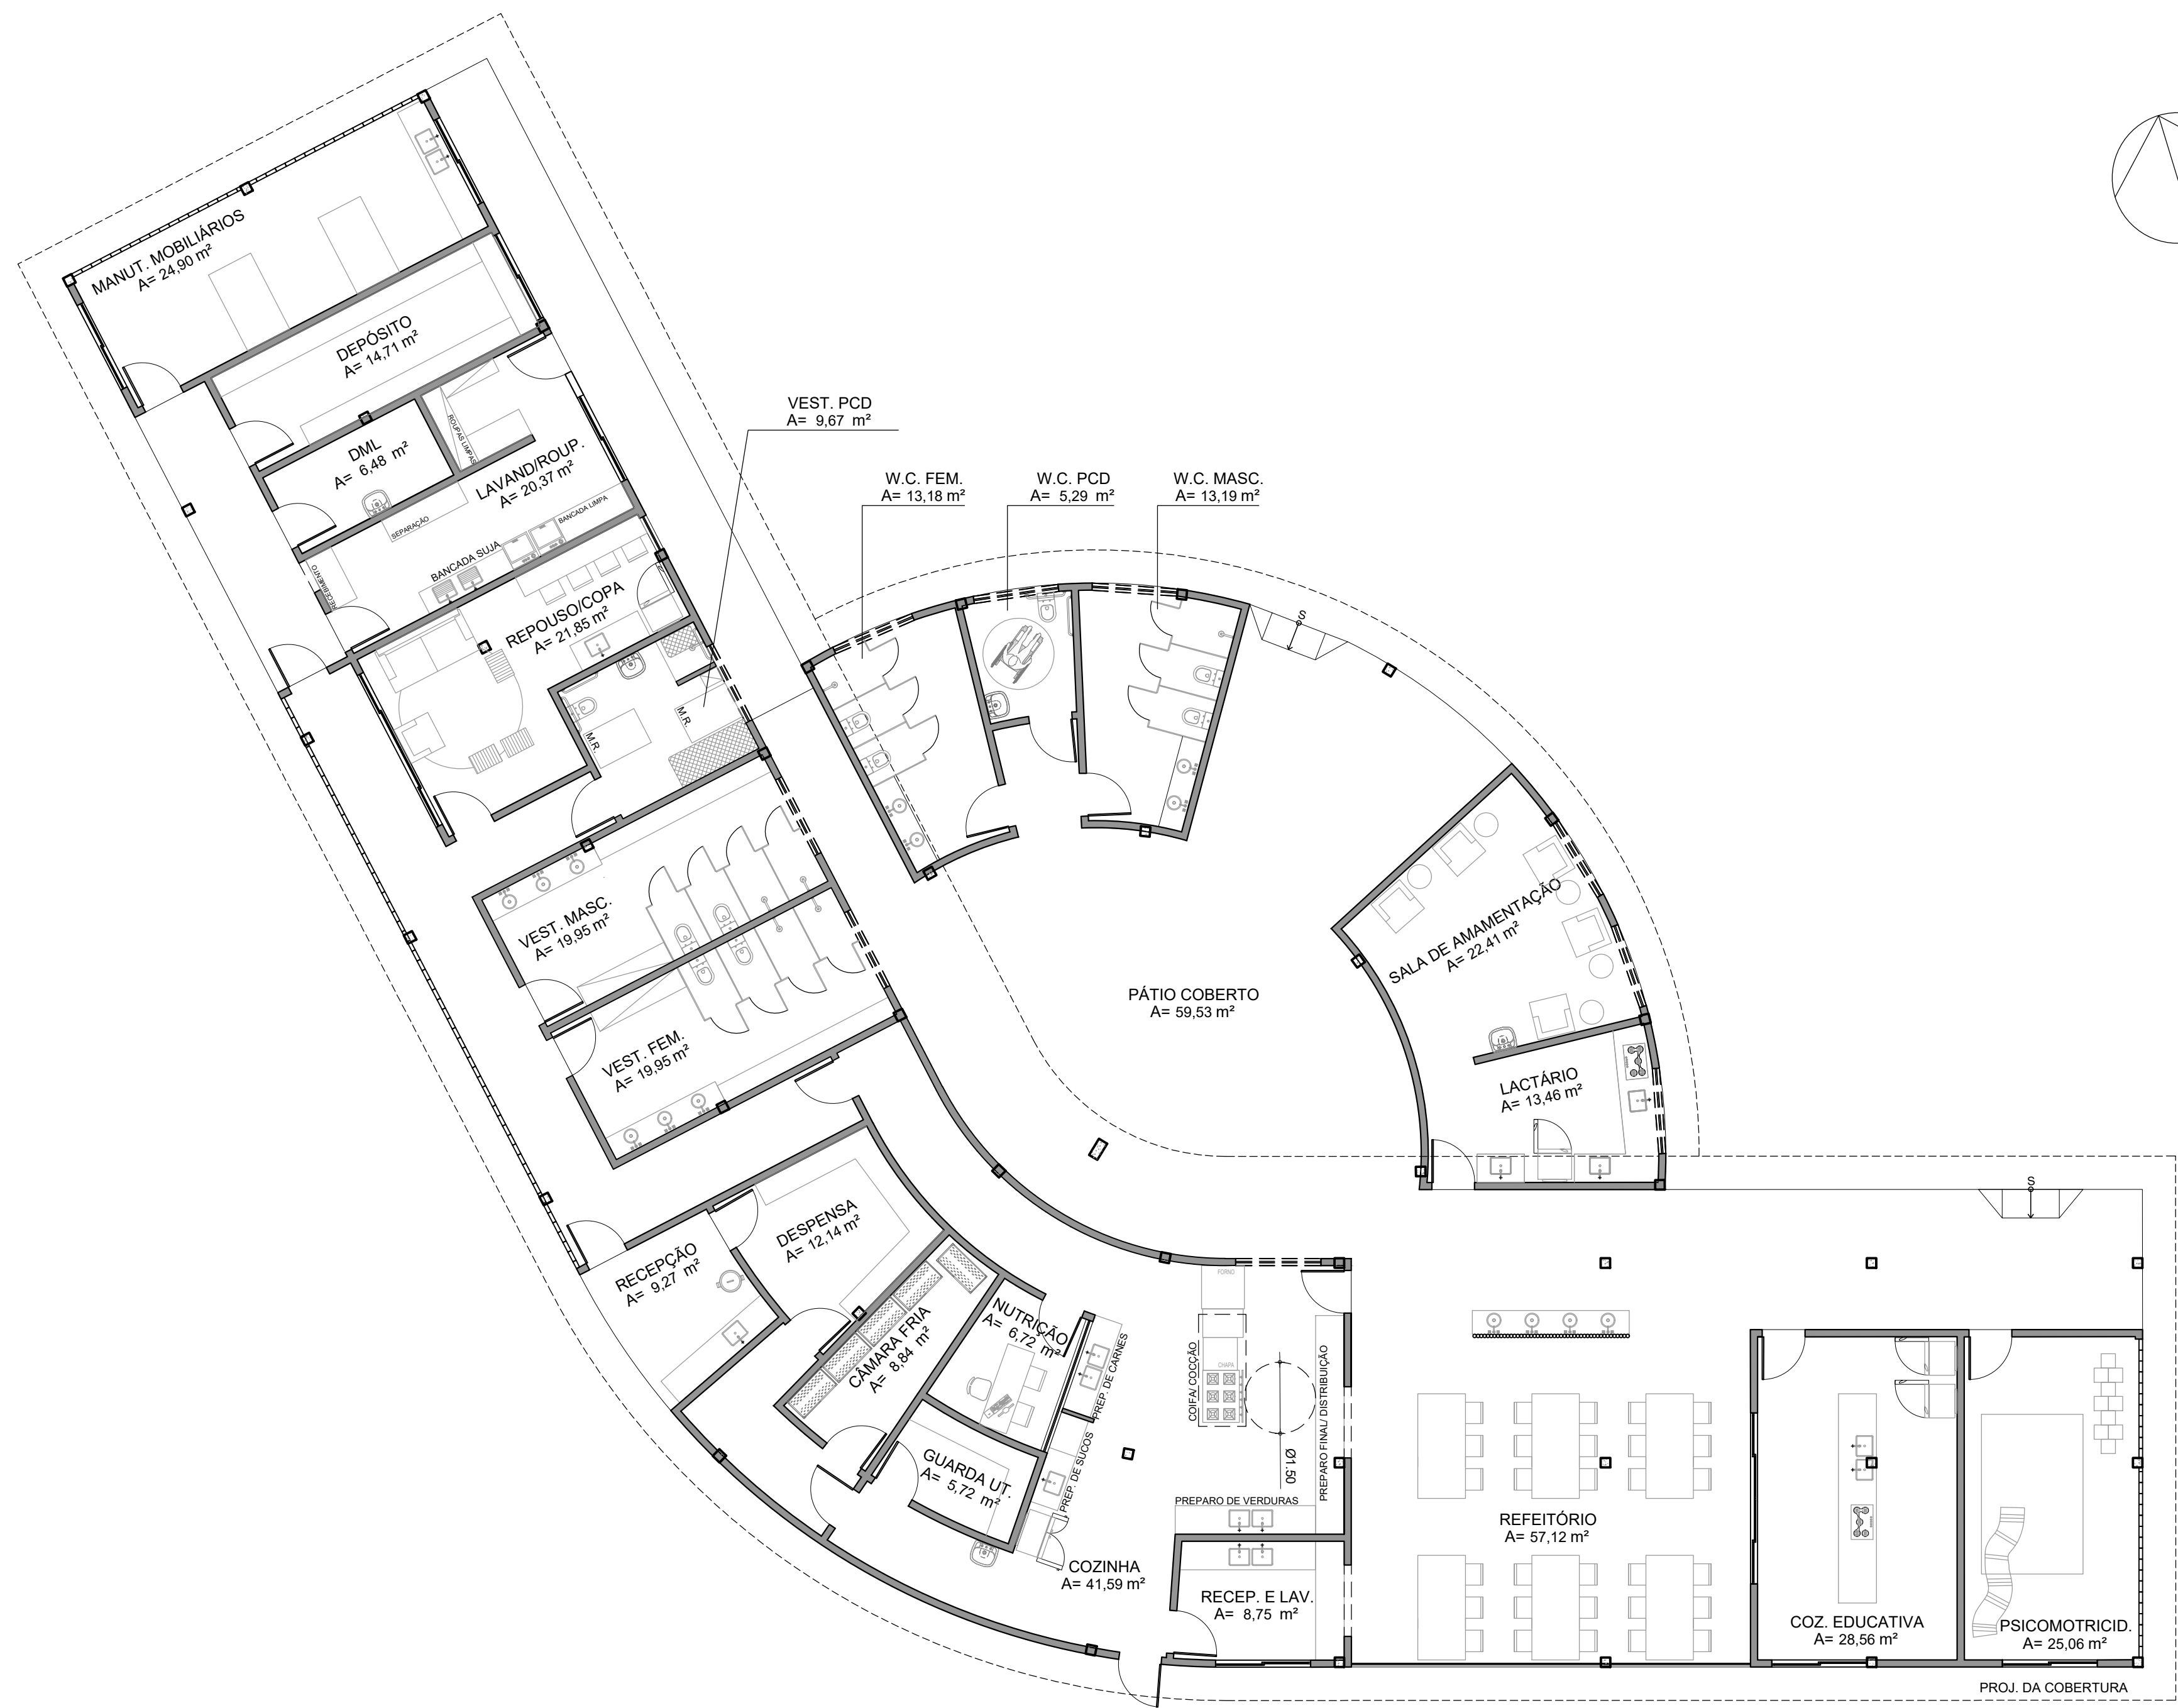 MANUT. MOBILIÁRIOS
A= 24,90 m²
DEPÓSITO
A= 14,71 m²
DML
A= 6,48 m²
ROUPAS LIMPAS
LAVAND/ROUP.
A= 20,37 m²
SEPARAÇÃO
BANCADA LIMPA
BANCADA SUJA
RECEBIMENTO
REPOUSO/COPA
A= 21,85 m²
VEST. PCD
A= 9,67 m²
M.R.
M.R.
W.C. FEM.
A= 13,18 m²
W.C. PCD
A= 5,29 m²
W.C. MASC.
A= 13,19 m²
S
VEST. MASC.
A= 19,95 m²
VEST. FEM.
A= 19,95 m²
PÁTIO COBERTO
A= 59,53 m²
SALA DE AMAMENTAÇÃO
A= 22,41 m²
LACTÁRIO
A= 13,46 m²
S
DESPENSA
A= 12,14 m²
RECEPÇÃO
A= 9,27 m²
CÂMARA FRIA
A= 8,84 m²
NUTRIÇÃO
A= 6,72 m²
PREP. DE CARNES
FORNO
CHAPA
COIFA/ COCÇÃO
Ø1.50
PREPARO FINAL/ DISTRIBUIÇÃO
GUARDA UT.
A= 5,72 m²
PREP. DE SUCOS
PREPARO DE VERDURAS
COZINHA
A= 41,59 m²
RECEP. E LAV.
A= 8,75 m²
REFEITÓRIO
A= 57,12 m²
COZ. EDUCATIVA
A= 28,56 m²
PSICOMOTRICID.
A= 25,06 m²
PROJ. DA COBERTURA